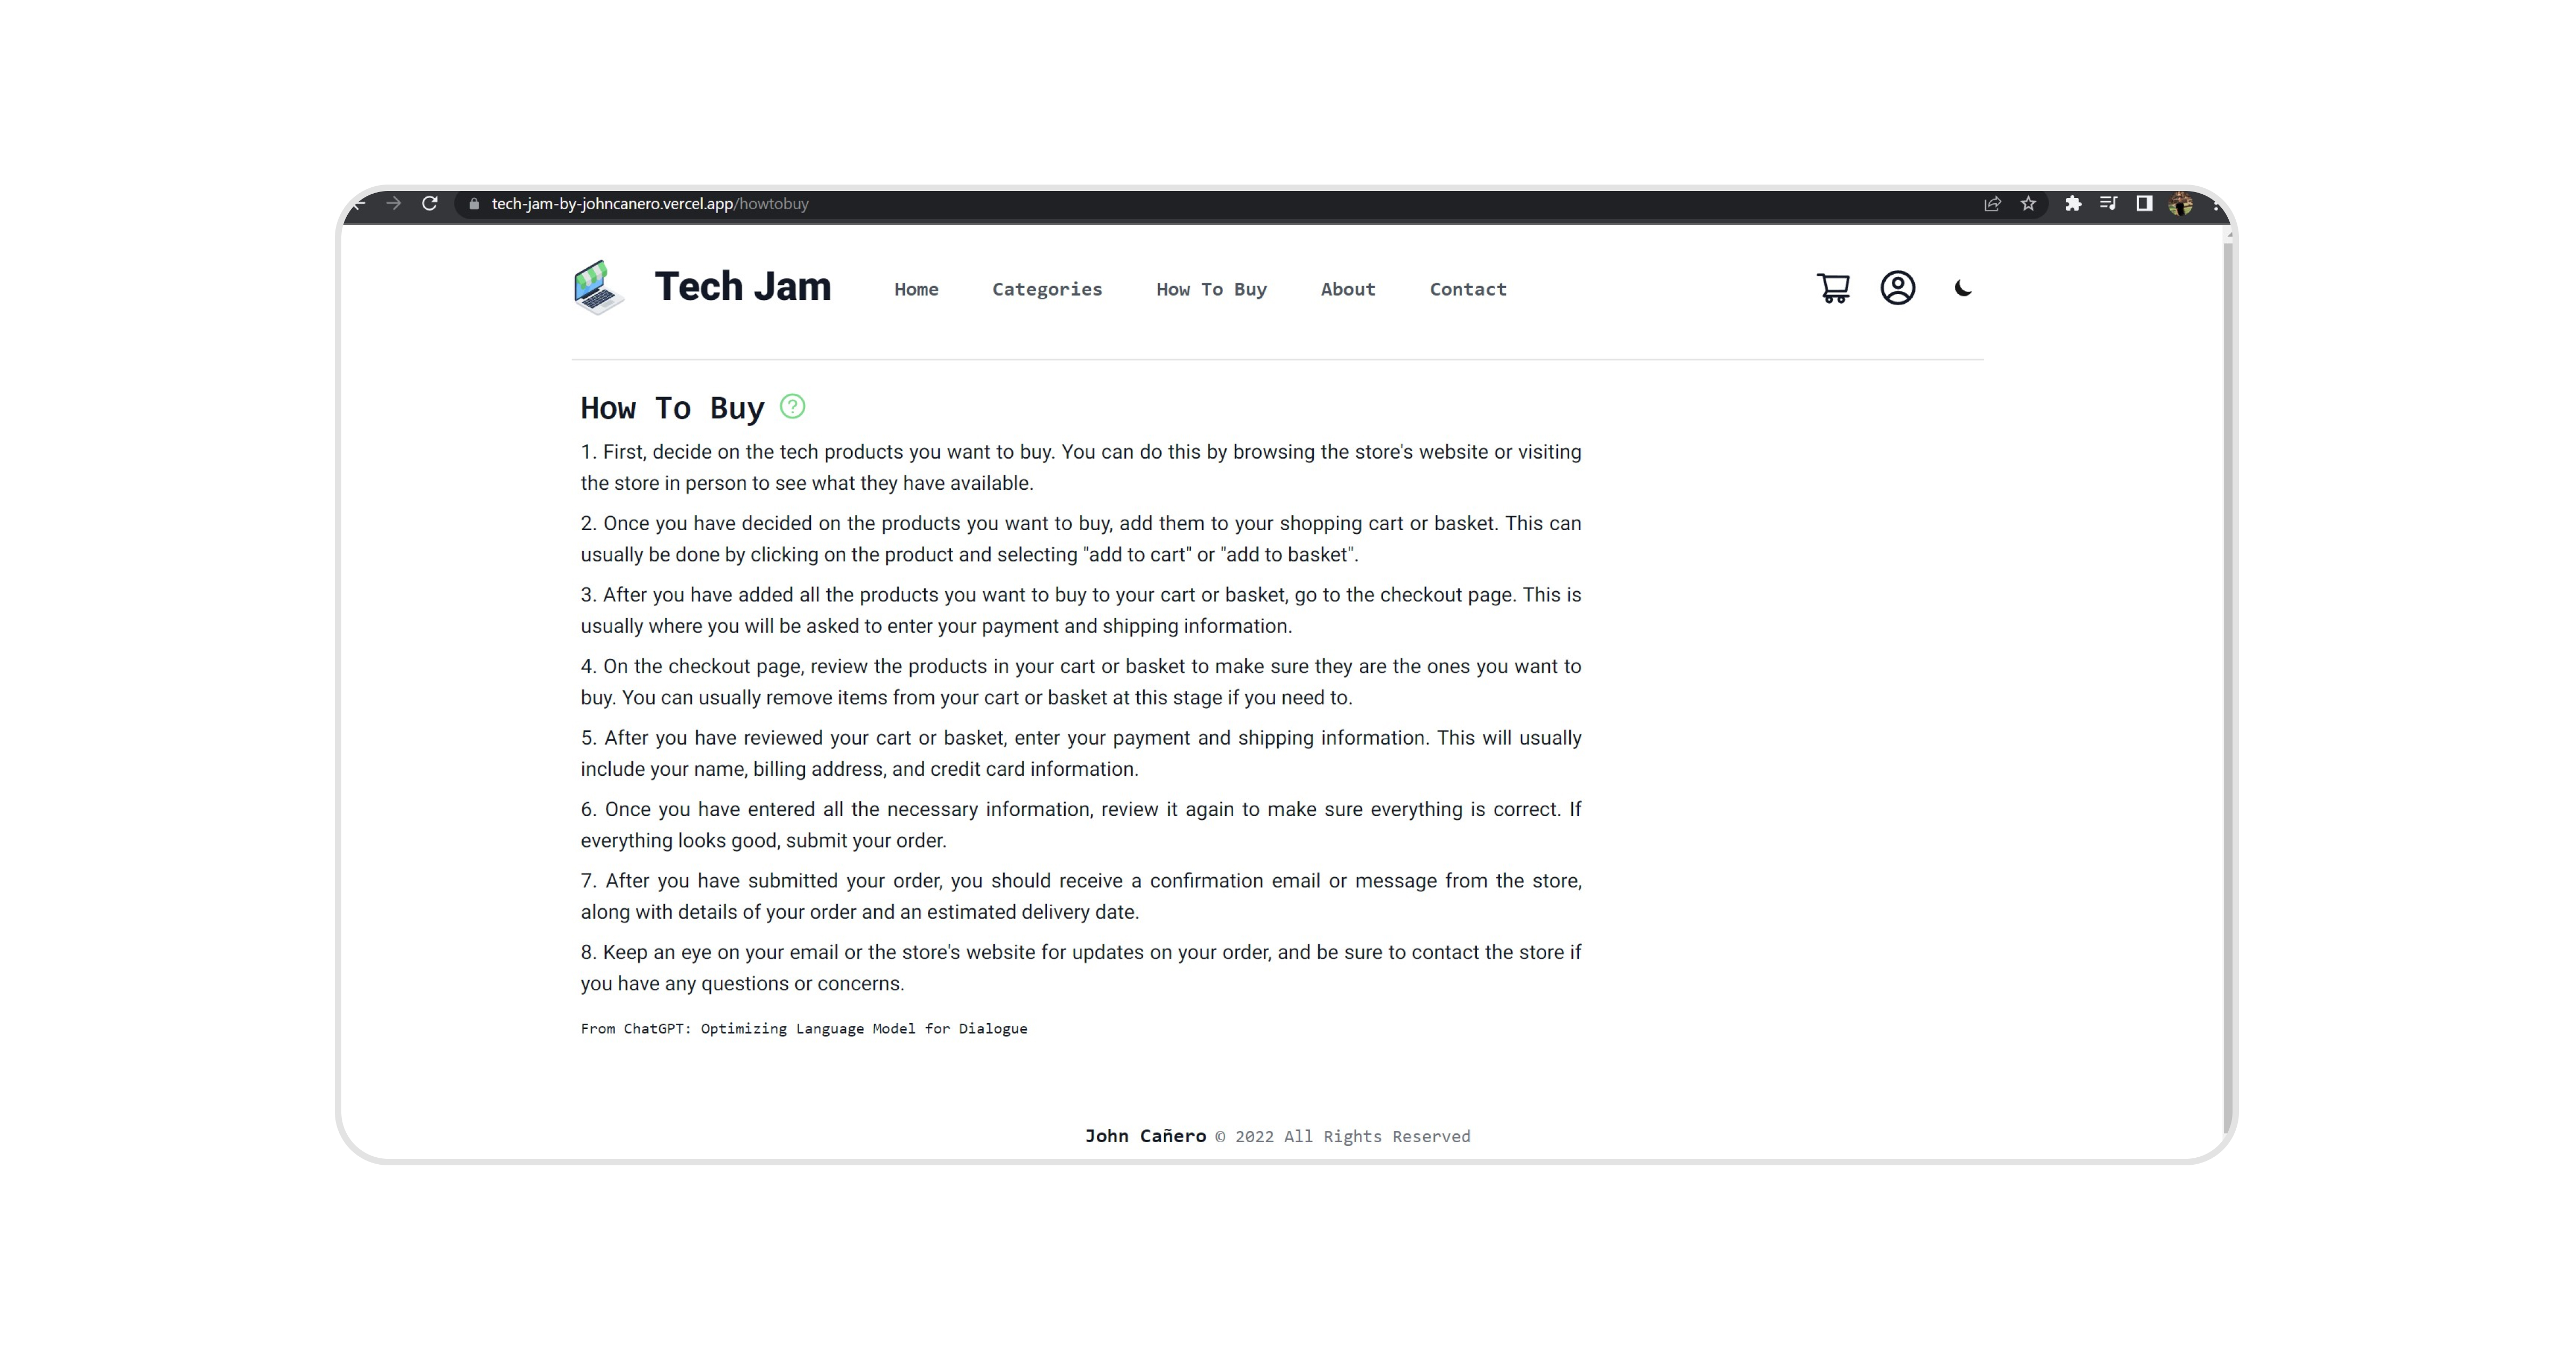 tech-jam-by-johncanero.vercel.app/howtobuy
Tech Jam
Home Categories How To Buy About Contact
How To Buy ?
1. First, decide on the tech products you want to buy. You can do this by browsing the store's website or visiting
the store in person to see what they have available.
2. Once you have decided on the products you want to buy, add them to your shopping cart or basket. This can
usually be done by clicking on the product and selecting "add to cart" or "add to basket".
3. After you have added all the products you want to buy to your cart or basket, go to the checkout page. This is
usually where you will be asked to enter your payment and shipping information.
4. On the checkout page, review the products in your cart or basket to make sure they are the ones you want to
buy. You can usually remove items from your cart or basket at this stage if you need to.
5. After you have reviewed your cart or basket, enter your payment and shipping information. This will usually
include your name, billing address, and credit card information.
6. Once you have entered all the necessary information, review it again to make sure everything is correct. If
everything looks good, submit your order.
7. After you have submitted your order, you should receive a confirmation email or message from the store,
along with details of your order and an estimated delivery date.
8. Keep an eye on your email or the store's website for updates on your order, and be sure to contact the store if
you have any questions or concerns.
From ChatGPT: Optimizing Language Model for Dialogue
John Cañero © 2022 All Rights Reserved